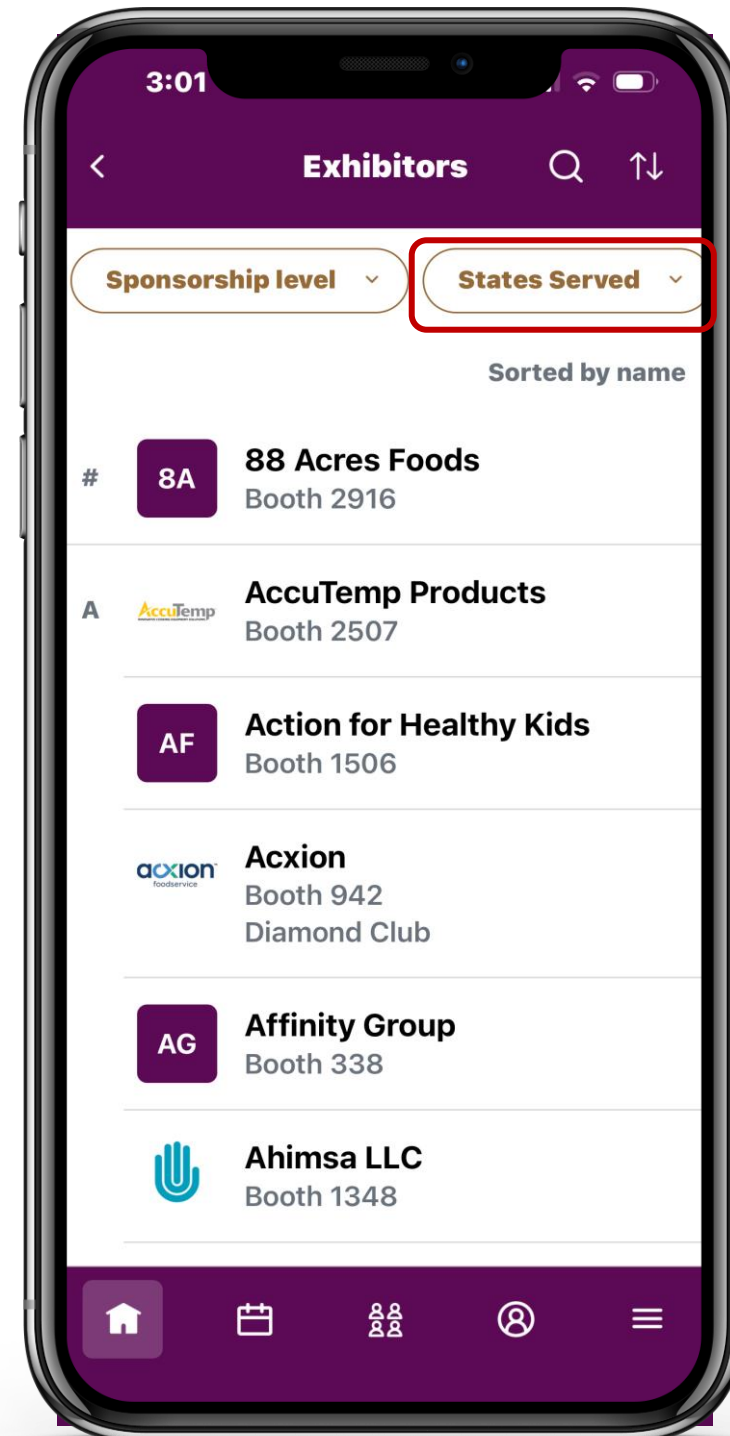 3:01
Exhibitors
Sponsorship level
States Served
Sorted by name
#
8A
88 Acres Foods
Booth 2916
A
AccuTemp
AccuTemp Products
Booth 2507
AF
Action for Healthy Kids
Booth 1506
acxion
foodservice
Acxion
Booth 942
Diamond Club
AG
Affinity Group
Booth 338
Ahimsa LLC
Booth 1348